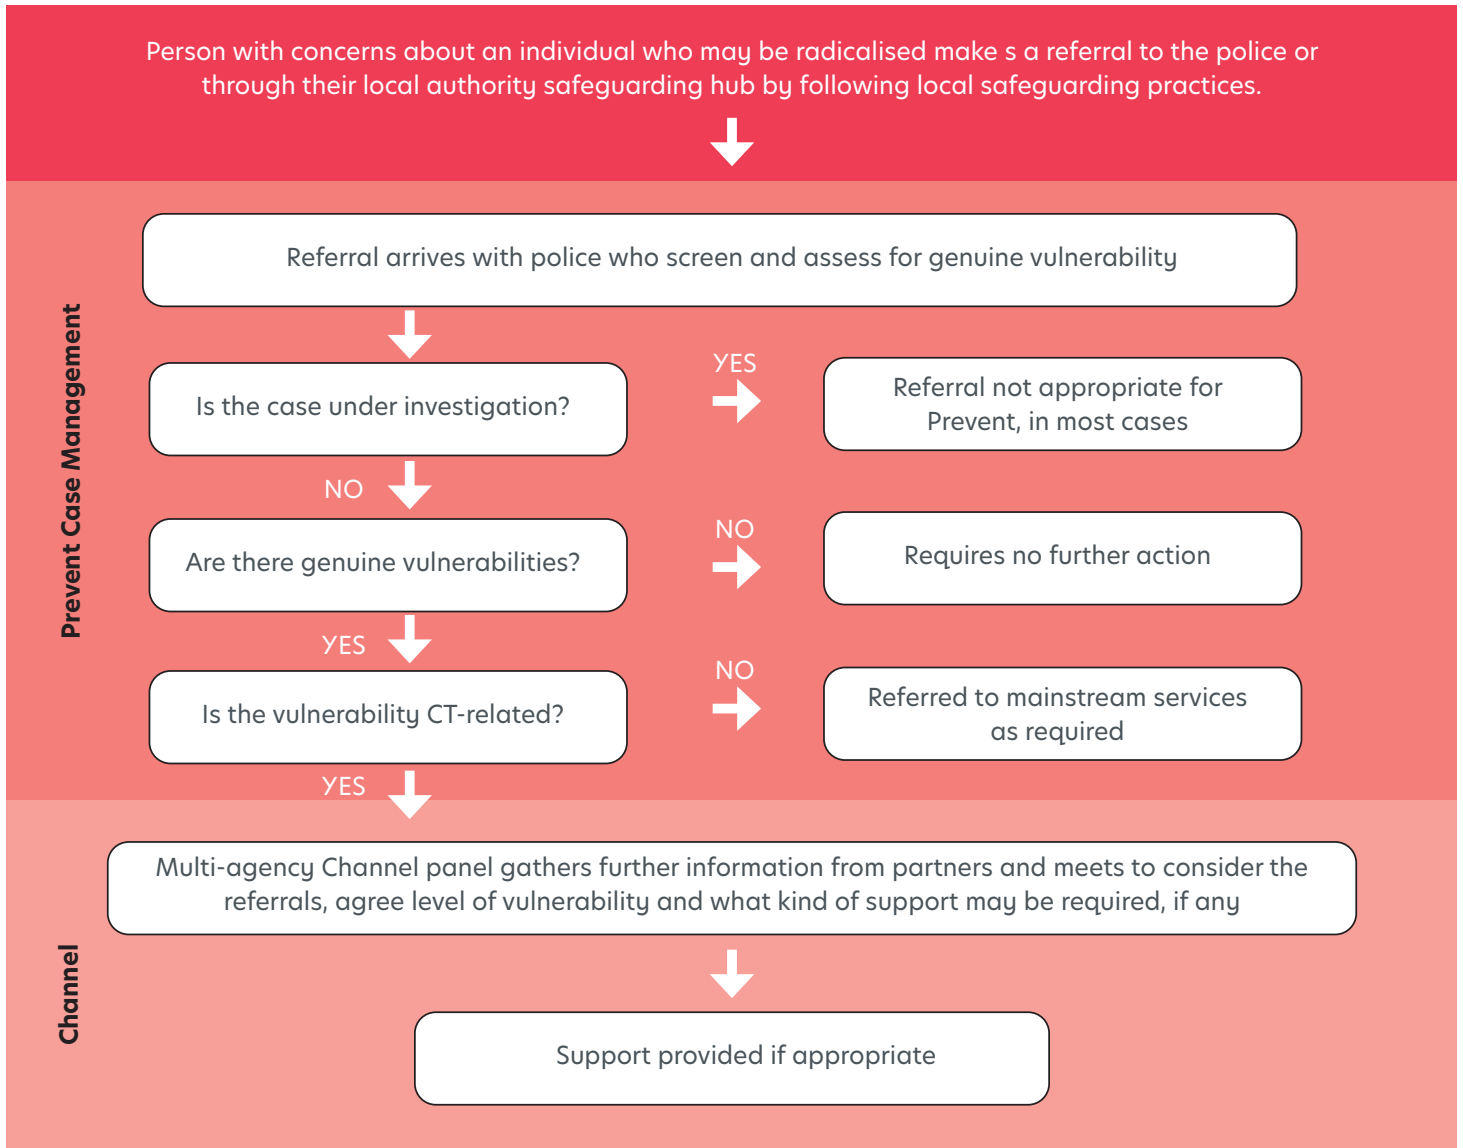 Person with concerns about an individual who may be radicalised make s a referral to the police or
through their local authority safeguarding hub by following local safeguarding practices.
Prevent Case Management
Referral arrives with police who screen and assess for genuine vulnerability
Is the case under investigation?
YES
Referral not appropriate for
Prevent, in most cases
NO
Are there genuine vulnerabilities?
NO
Requires no further action
YES
Is the vulnerability CT-related?
NO
Referred to mainstream services
as required
YES
Channel
Multi-agency Channel panel gathers further information from partners and meets to consider the
referrals, agree level of vulnerability and what kind of support may be required, if any
Support provided if appropriate